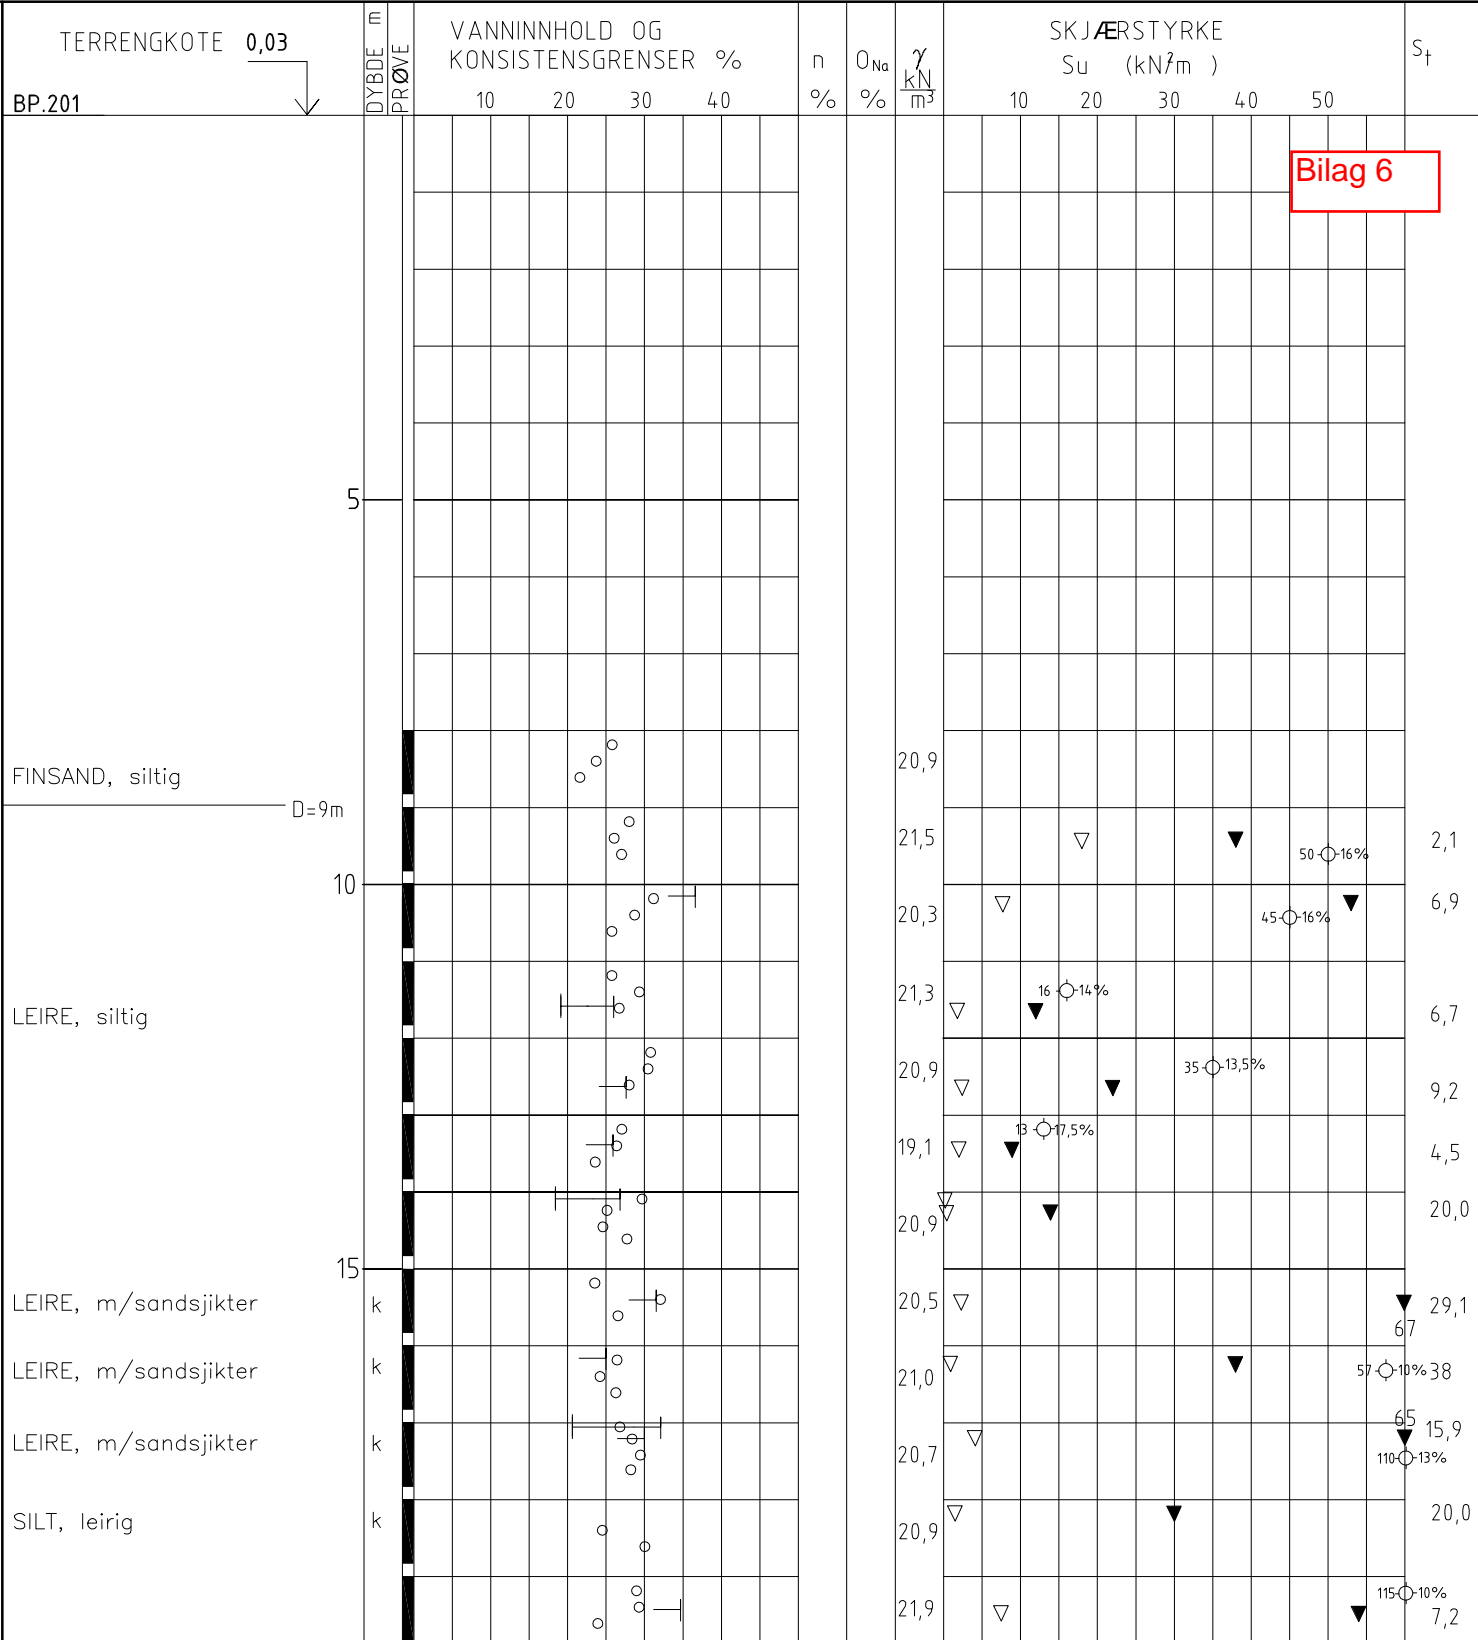 TERRENGKOTE 0,03
BP.201
DYBDE m
PRØVE
VANNINNHOLD OG
KONSISTENSGRENSER %
10 20 30 40
n
%
O Na
%
γ
kN
m³
SKJÆRSTYRKE
Su (kN/m²)
10 20 30 40 50
St
Bilag 6
5
FINSAND, siltig
20,9
D=9m
21,5
50 16%
2,1
10
20,3
45 16%
6,9
LEIRE, siltig
21,3
16 14%
6,7
20,9
35 13,5%
9,2
19,1
13 17,5%
4,5
20,9
20,0
15
LEIRE, m/sandsjikter k
20,5
67
29,1
LEIRE, m/sandsjikter k
21,0
57 10%
38
LEIRE, m/sandsjikter k
20,7
65
15,9
110 13%
SILT, leirig k
20,9
20,0
21,9
115 10%
7,2